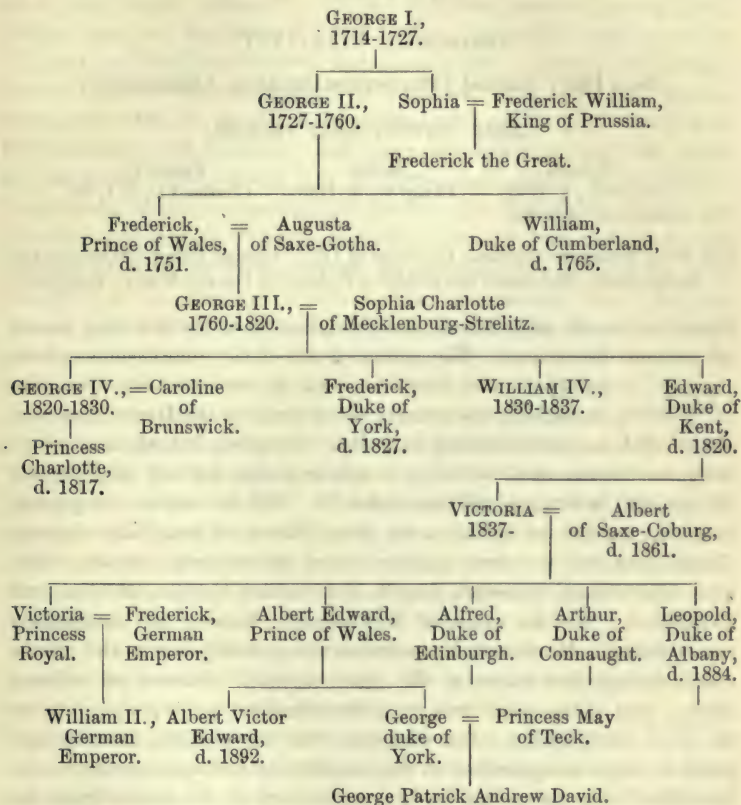 GEORGE I.,
1714-1727.
GEORGE II.,
1727-1760.
Sophia = Frederick William,
King of Prussia.
Frederick the Great.
Frederick, = Augusta
Prince of Wales, of Saxe-Gotha.
d. 1751.
William,
Duke of Cumberland,
d. 1765.
GEORGE III., = Sophia Charlotte
1760-1820. of Mecklenburg-Strelitz.
GEORGE IV., = Caroline
1820-1830. of
Brunswick.
Princess
Charlotte,
d. 1817.
Frederick,
Duke of
York,
d. 1827.
WILLIAM IV.,
1830-1837.
Edward,
Duke of
Kent,
d. 1820.
VICTORIA = Albert
1837- of Saxe-Coburg,
d. 1861.
Victoria = Frederick,
Princess German
Royal. Emperor.
Albert Edward,
Prince of Wales.
Alfred,
Duke of
Edinburgh.
Arthur,
Duke of
Connaught.
Leopold,
Duke of
Albany,
d. 1884.
William II.,
German
Emperor.
Albert Victor
Edward,
d. 1892.
George = Princess May
duke of of Teck.
York.
George Patrick Andrew David.